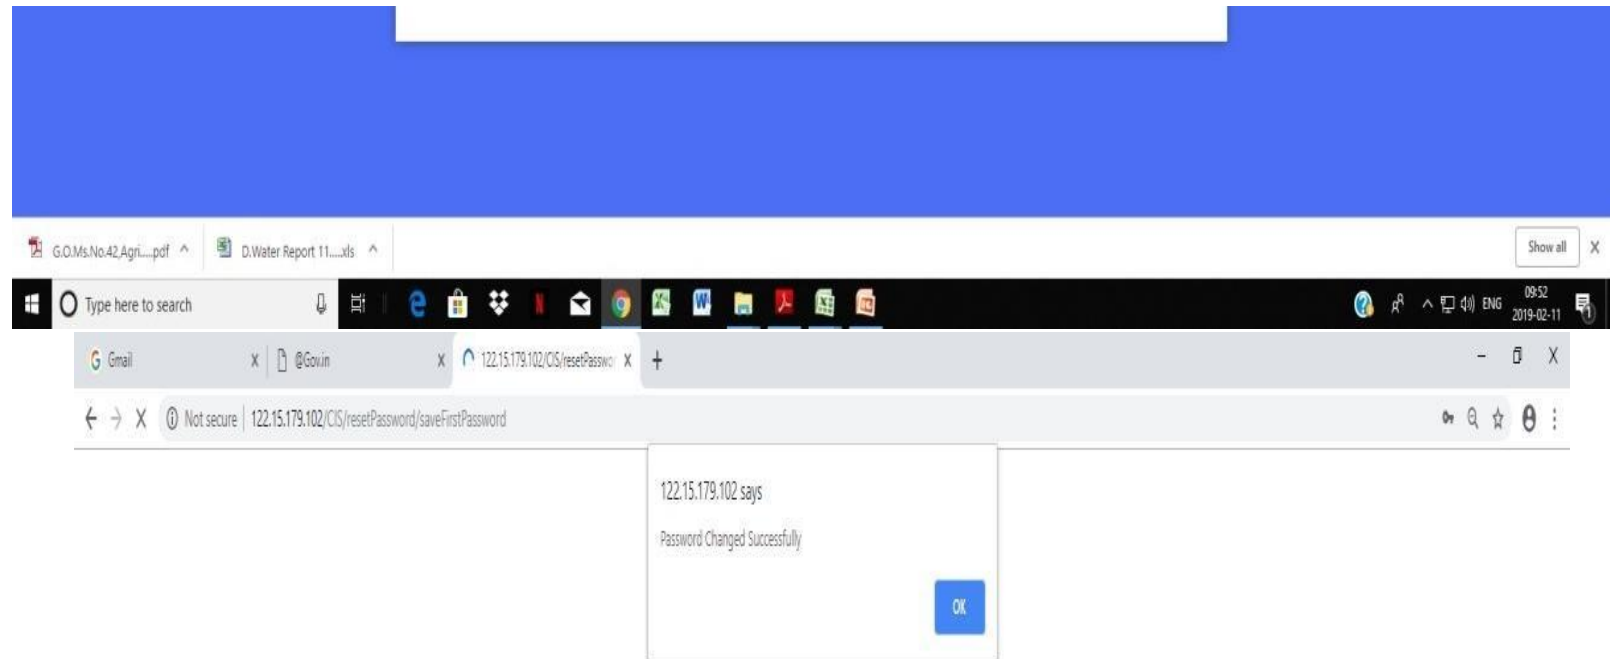 G.O.Ms.No.42,Agri.....pdf D.Water Report 11.....xls Show all
Type here to search ENG 09:52
2019-02-11
Gmail @Gov.in 122.15.179.102/CIS/resetPasswor
Not secure 122.15.179.102/CIS/resetPassword/saveFirstPassword
122.15.179.102 says
Password Changed Successfully
OK